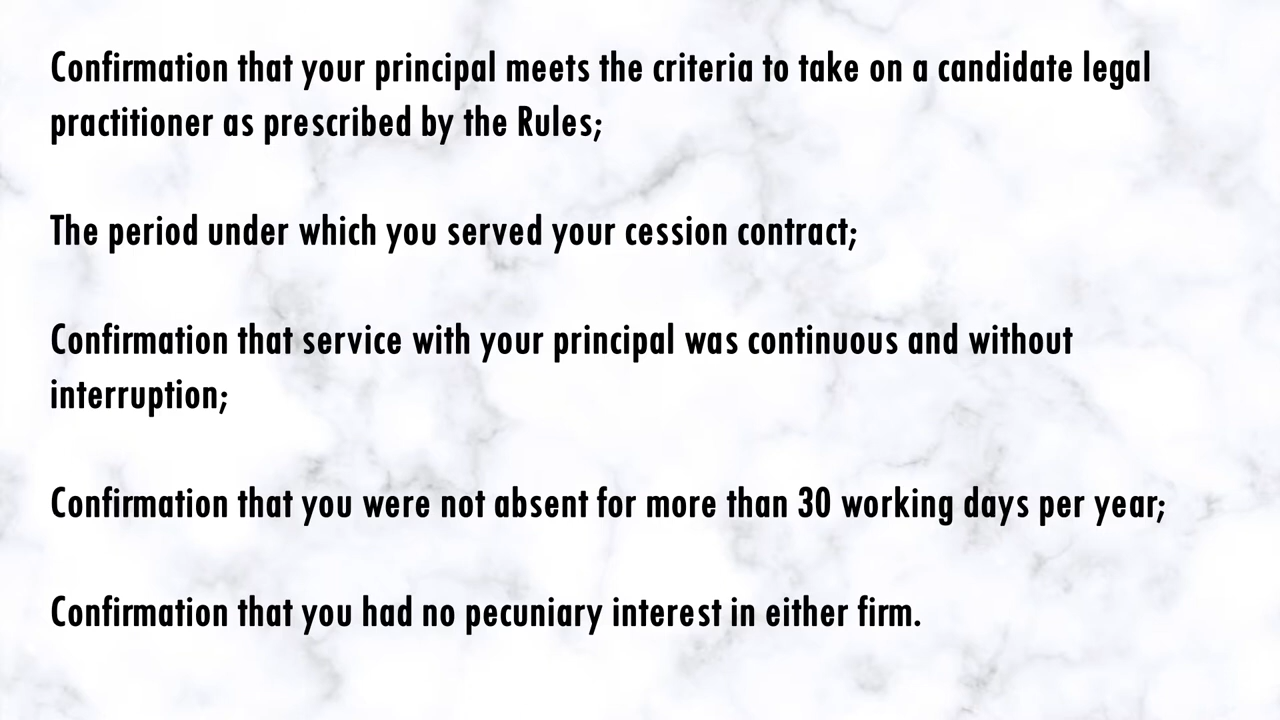 Confirmation that your principal meets the criteria to take on a candidate legal
practitioner as prescribed by the Rules;
The period under which you served your cession contract;
Confirmation that service with your principal was continuous and without
interruption;
Confirmation that you were not absent for more than 30 working days per year;
Confirmation that you had no pecuniary interest in either firm.